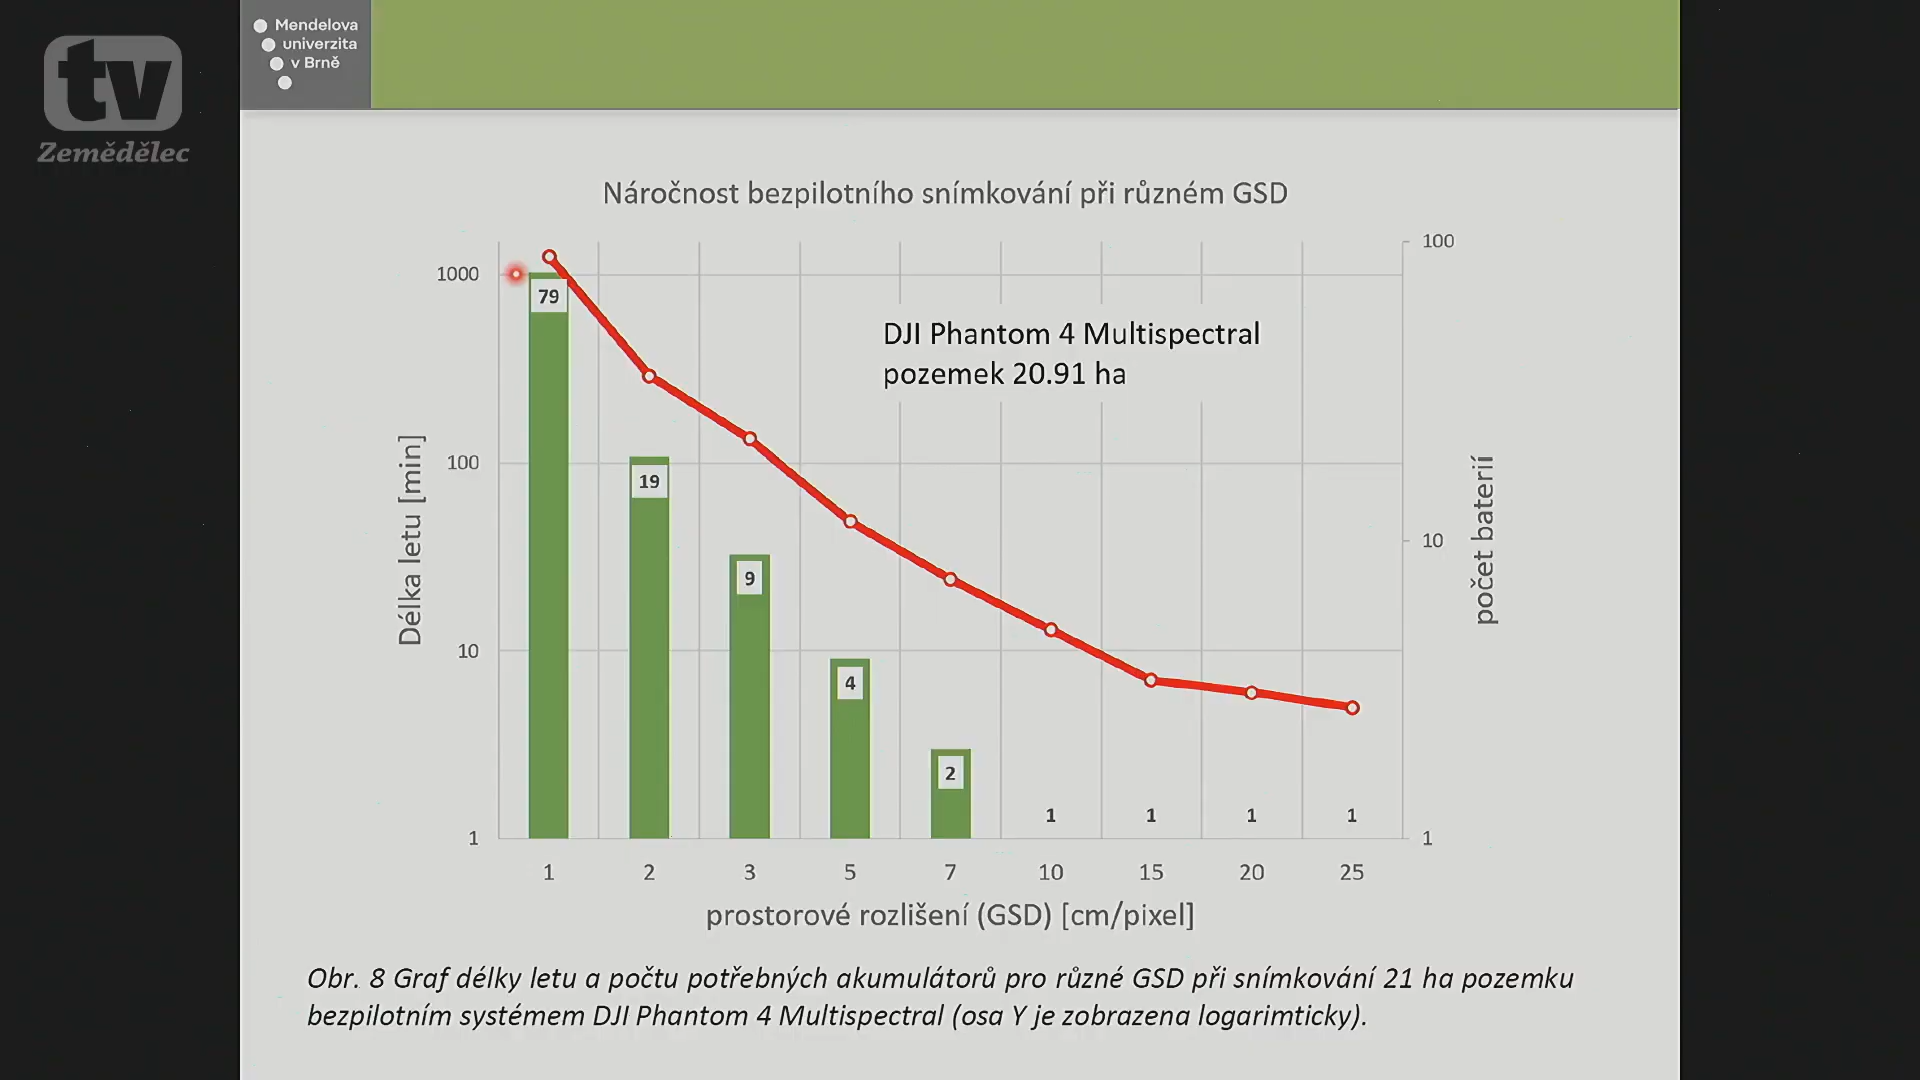 tv
Zemědělec
Mendelova
univerzita
v Brně
Náročnost bezpilotního snímkování při různém GSD
DJI Phantom 4 Multispectral
pozemek 20.91 ha
Délka letu [min]
1000
100
10
1
79
19
9
4
2
1
1
1
1
100
10
1
počet baterií
1 2 3 5 7 10 15 20 25
prostorové rozlišení (GSD) [cm/pixel]
Obr. 8 Graf délky letu a počtu potřebných akumulátorů pro různé GSD při snímkování 21 ha pozemku
bezpilotním systémem DJI Phantom 4 Multispectral (osa Y je zobrazena logarimticky).